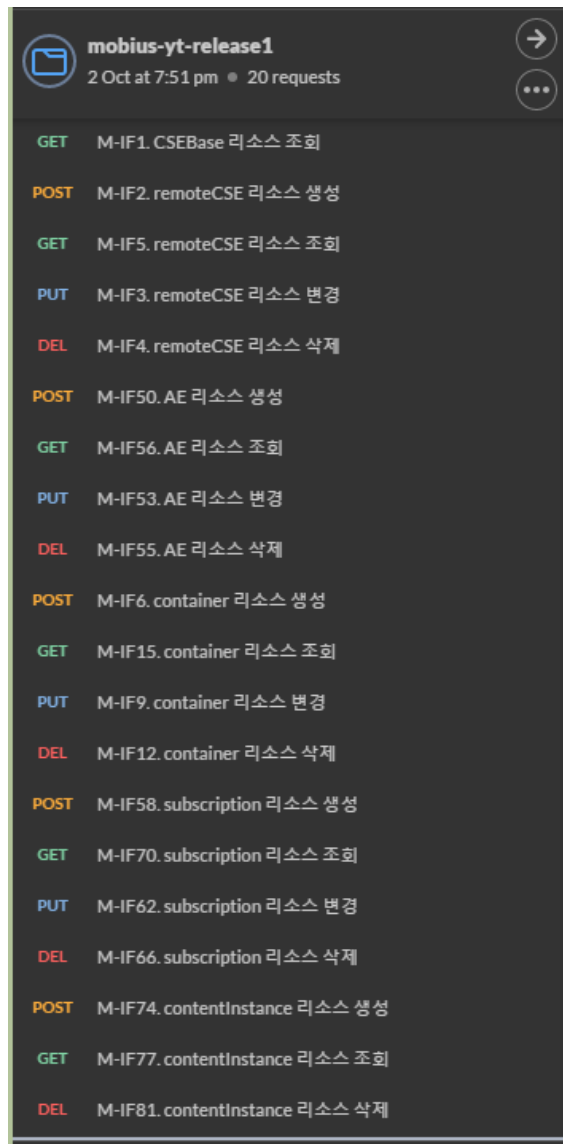 mobius-yt-release1
2 Oct at 7:51 pm ● 20 requests
GET M-IF1. CSEBase 리소스 조회
POST M-IF2. remoteCSE 리소스 생성
GET M-IF5. remoteCSE 리소스 조회
PUT M-IF3. remoteCSE 리소스 변경
DEL M-IF4. remoteCSE 리소스 삭제
POST M-IF50. AE 리소스 생성
GET M-IF56. AE 리소스 조회
PUT M-IF53. AE 리소스 변경
DEL M-IF55. AE 리소스 삭제
POST M-IF6. container 리소스 생성
GET M-IF15. container 리소스 조회
PUT M-IF9. container 리소스 변경
DEL M-IF12. container 리소스 삭제
POST M-IF58. subscription 리소스 생성
GET M-IF70. subscription 리소스 조회
PUT M-IF62. subscription 리소스 변경
DEL M-IF66. subscription 리소스 삭제
POST M-IF74. contentInstance 리소스 생성
GET M-IF77. contentInstance 리소스 조회
DEL M-IF81. contentInstance 리소스 삭제